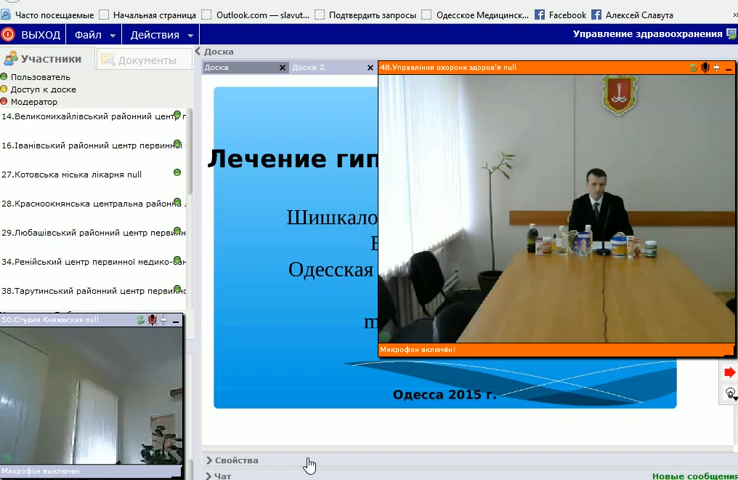 Часто посещаемые
Начальная страница
Outlook.com — slavut...
Подтвердить запросы
Одесское Медицинск...
Facebook
Алексей Славута
»
ВЫХОД
Файл
Действия
Управление здравоохранения
Участники
Документы
Доска
Пользователь
Доступ к доске
Модератор
14.Великомихайлівський районний цент
16.Іванівський районний центр первинної
27.Котовська міська лікарня null
28.Красноокнянська центральна районна
29.Любашівський районний центр первин
34.Ренійський центр первинної медико-сан
38.Тарутинський районний центр первин
Доска
Доска 2
48.Управління охорони здоров'я null
Лечение гип
Шишкало
В
Одесская
m
Одесса 2015 г.
Микрофон включён!
50.Студия Княжеская null
Микрофон выключен
Свойства
Чат
Новые сообщения